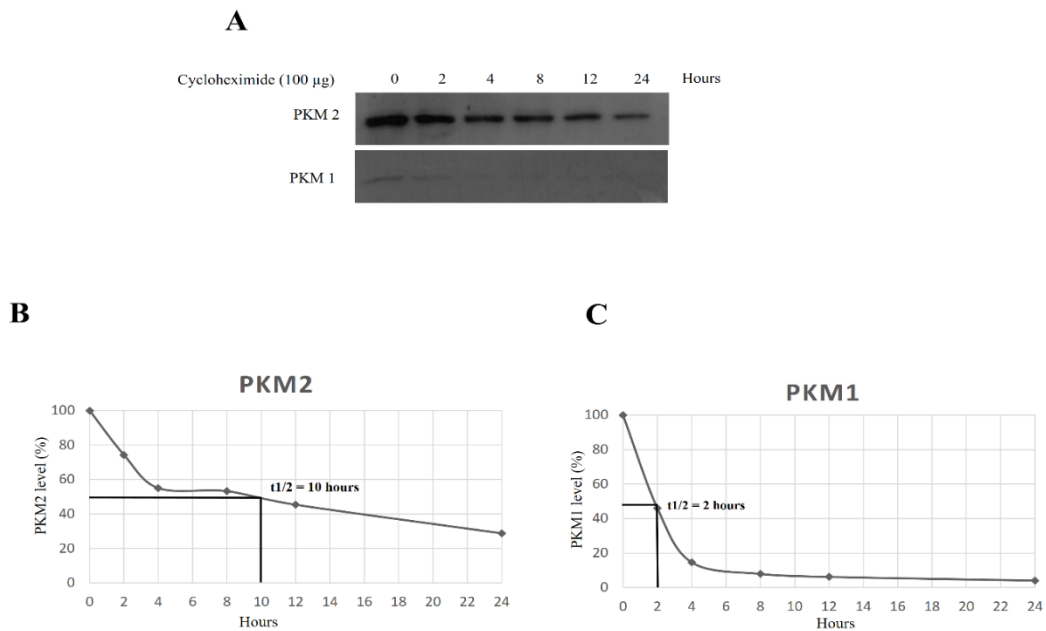 A
Cycloheximide (100 µg) 0 2 4 8 12 24 Hours
PKM 2
PKM 1
B
PKM2
PKM2 level (%)
100
80
60
40
20
0
t1/2 = 10 hours
0 2 4 6 8 10 12 14 16 18 20 22 24
Hours
C
PKM1
PKM1 level (%)
100
80
60
40
20
0
t1/2 = 2 hours
0 2 4 6 8 10 12 14 16 18 20 22 24
Hours